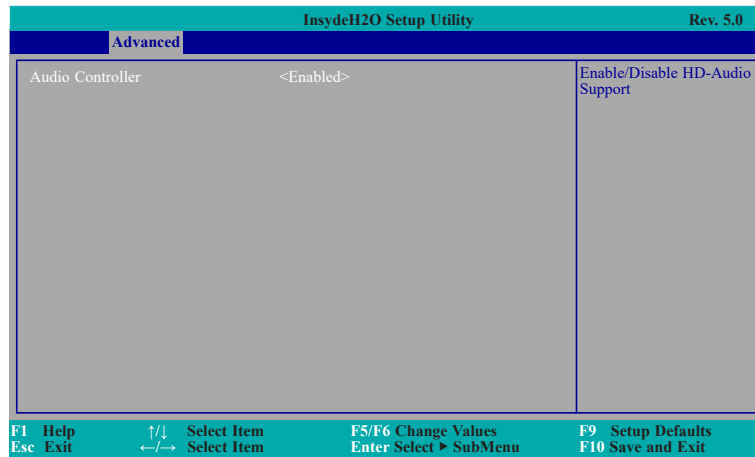 InsydeH2O Setup Utility Rev. 5.0
Advanced
Audio Controller <Enabled>
Enable/Disable HD-Audio
Support
F1 Help ↑/↓ Select Item F5/F6 Change Values F9 Setup Defaults
Esc Exit ←/→ Select Item Enter Select ▶ SubMenu F10 Save and Exit